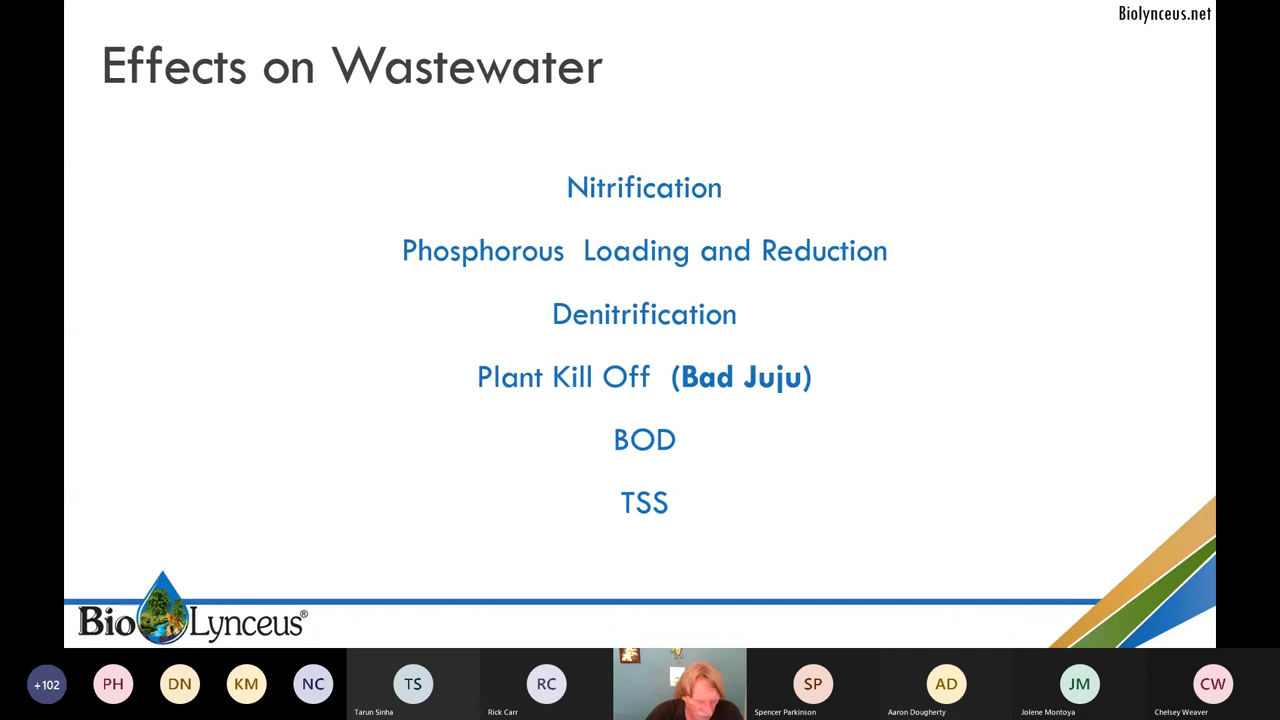 Biolynceus.net
Effects on Wastewater
Nitrification
Phosphorous Loading and Reduction
Denitrification
Plant Kill Off (Bad Juju)
BOD
TSS
Bio Lynceus®
+102
PH
DN
KM
NC
TS
RC
SP
AD
JM
CW
Tarun Sinha
Rick Carr
Spencer Parkinson
Aaron Dougherty
Jolene Montoya
Chelsey Weaver